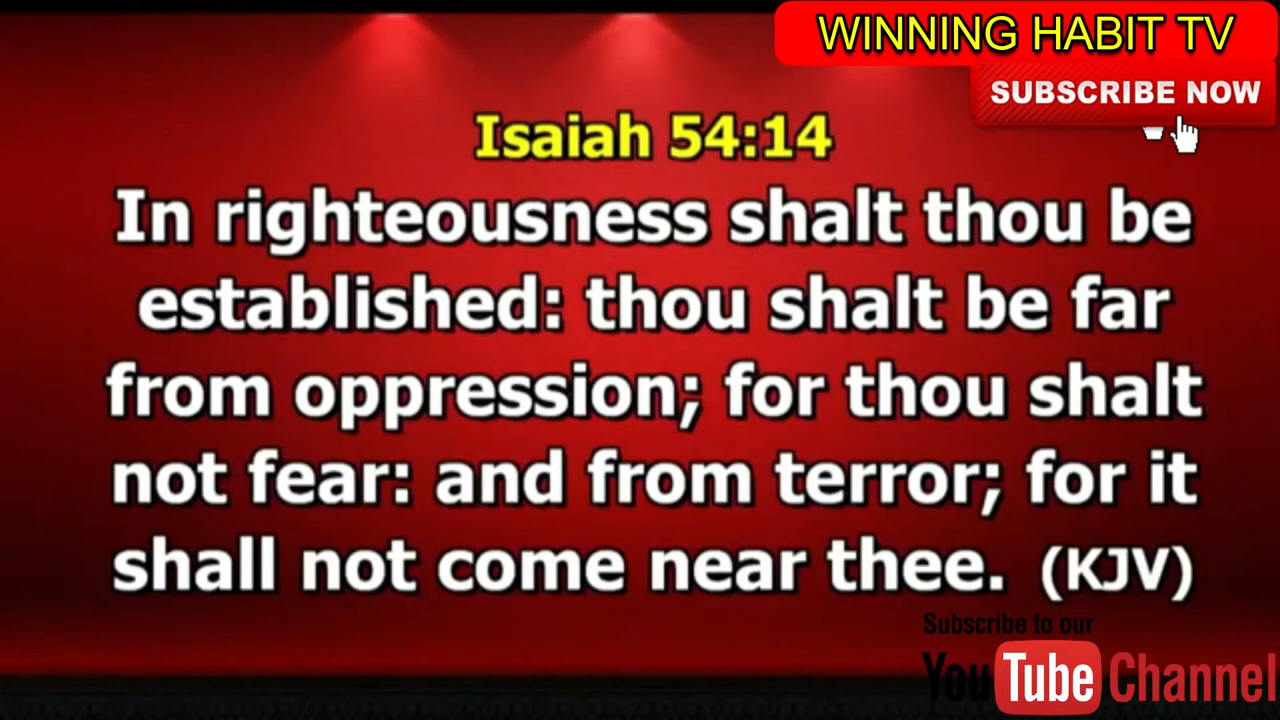 WINNING HABIT TV
SUBSCRIBE NOW
Isaiah 54:14
In righteousness shalt thou be
established: thou shalt be far
from oppression; for thou shalt
not fear: and from terror; for it
shall not come near thee. (KJV)
Subscribe to our
YouTube Channel